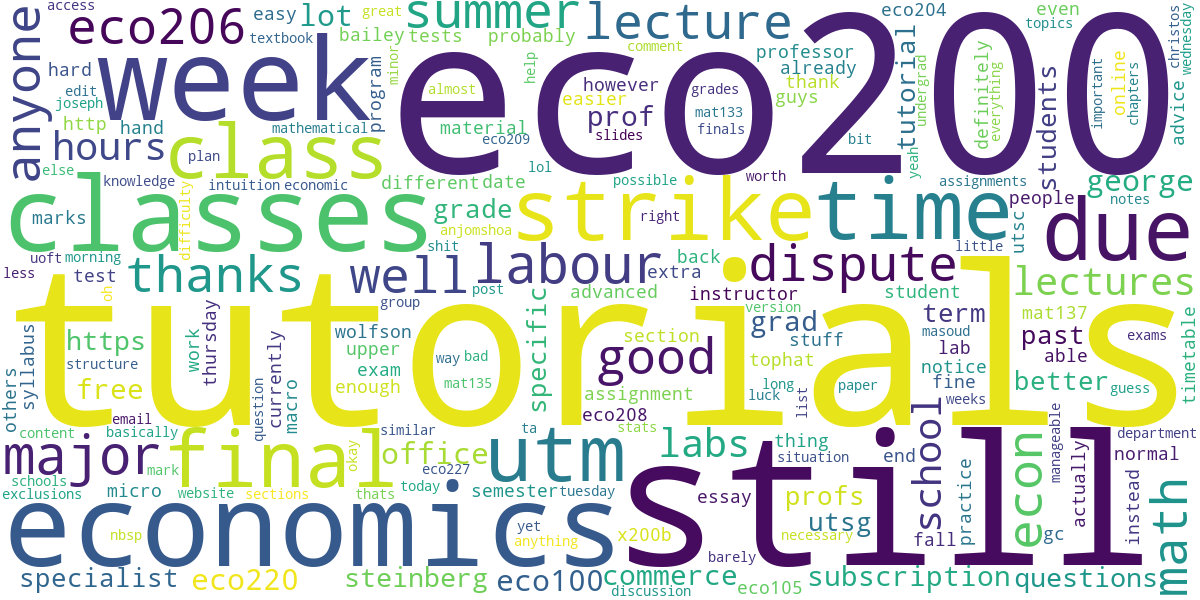 access
great
eco206
easy
lot
summer
lecture
eco204
even
topics
textbook
bailey
tests
probably
comment
professor
already
tutorial
christos
wednesday
anyone
hard
week
program
minor
help
eco200
almost
however
easier
prof
grades
mat133
thank
guys
undergrad
definitely
everything
students
important
online
chapters
advice
edit
joseph
http
hand
mathematical
material
eco209
slides
finals
bit
hours
plan
class
lol
yeah
else
knowledge
intuition
economic
different
date
possible
worth
assignments
george
notes
marks
classes
difficulty
grade
anjomshoa
strike
right
time
people
utsc
due
shit
uoft
morning
less
test
oh
thanks
well
labour
extra
back
dispute
little
lectures
post
group
advanced
instructor
version
student
tutorials
syllabus
others
https
structure
work
thursday
currently
question
macro
wolfson
upper
exam
enough
way
bad
mat135
specific
section
good
assignment
grad
stuff
tophat
long
luck
list
paper
term
masoud
lab
notice
fine
weeks
mat137
past
able
better
exams
guess
timetable
free
email
content
basically
similar
ta
eco208
stats
major
mark
final
okay
office
eco227
utm
labs
thing
situation
end
school
still
econ
manageable
actually
department
normal
instead
math
schools
exclusions
micro
website
sections
thats
today
semester
tuesday
essay
profs
utsg
practice
fall
gc
nbsp
economics
yet
anything
x200b
necessary
barely
specialist
eco220
steinberg
eco100
commerce
discussion
eco105
subscription
questions